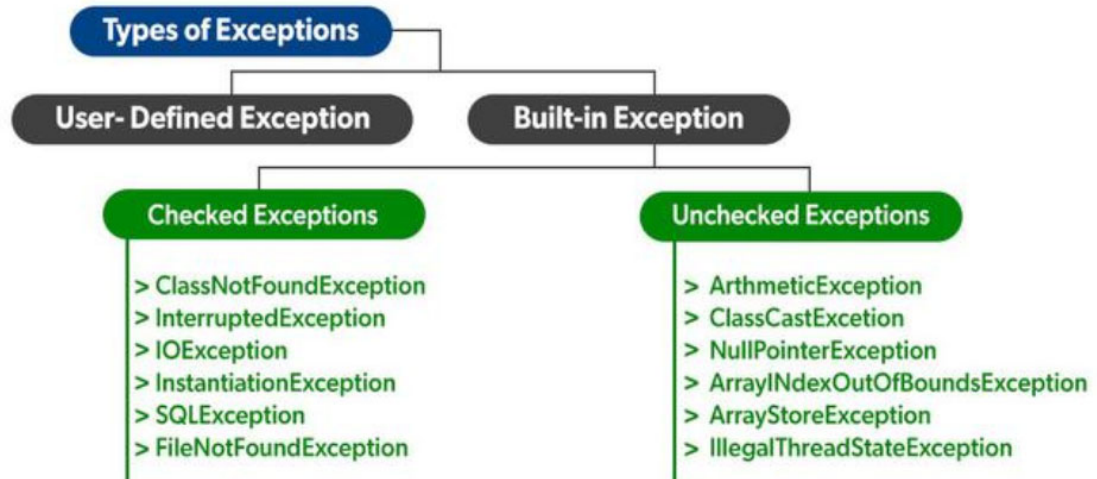 Types of Exceptions
User- Defined Exception
Built-in Exception
Checked Exceptions
> ClassNotFoundException
> InterruptedException
> IOException
> InstantiationException
> SQLException
> FileNotFoundException
Unchecked Exceptions
> ArthmeticException
> ClassCastExcetion
> NullPointerException
> ArrayINdexOutOfBoundsException
> ArrayStoreException
> IllegalThreadStateException